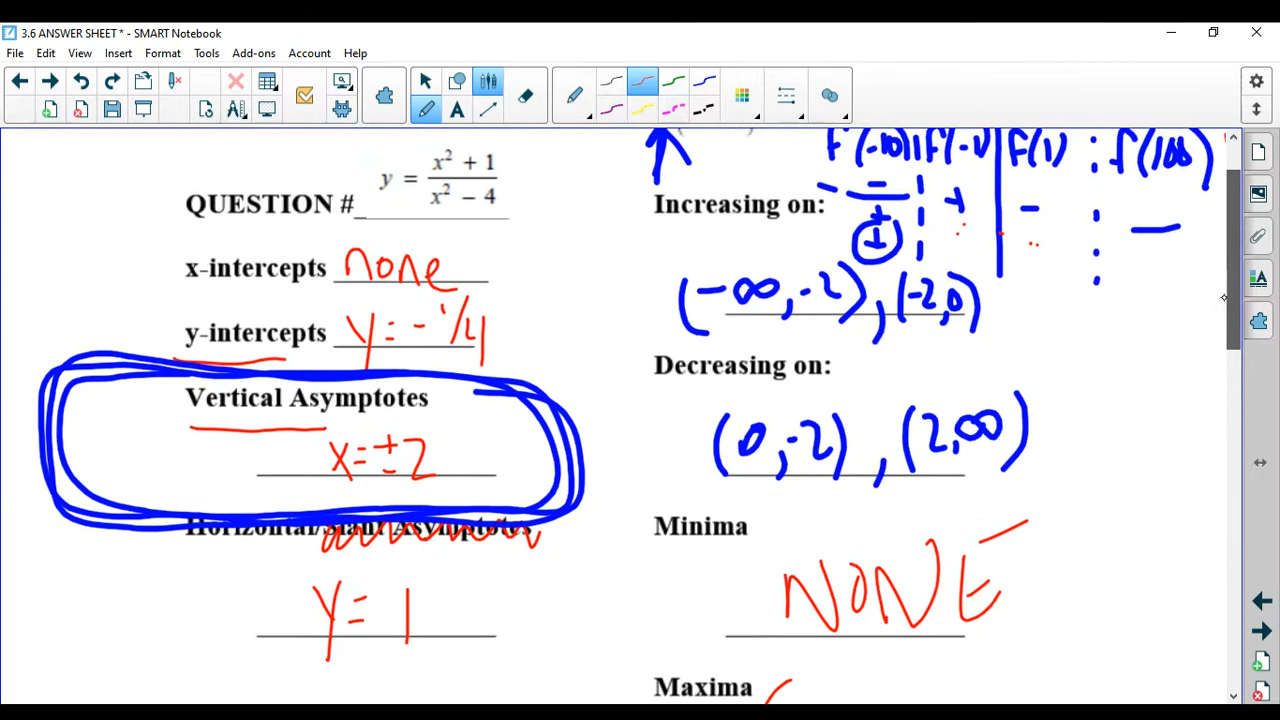 3.6 ANSWER SHEET * - SMART Notebook
File Edit View Insert Format Tools Add-ons Account Help
y = (x² + 1)/(x² − 4)
QUESTION #_
x-intercepts none
y-intercepts y = - 1/4
Vertical Asymptotes
x = ± 2
Horizontal/Slant Asymptotes
y = 1
f(-10) f(-1) f(1) f(100)
Increasing on: - - / + + - -
+
(-∞, -2), (-2, 0)
Decreasing on:
(0, -2), (2, ∞)
Minima
NONE
Maxima